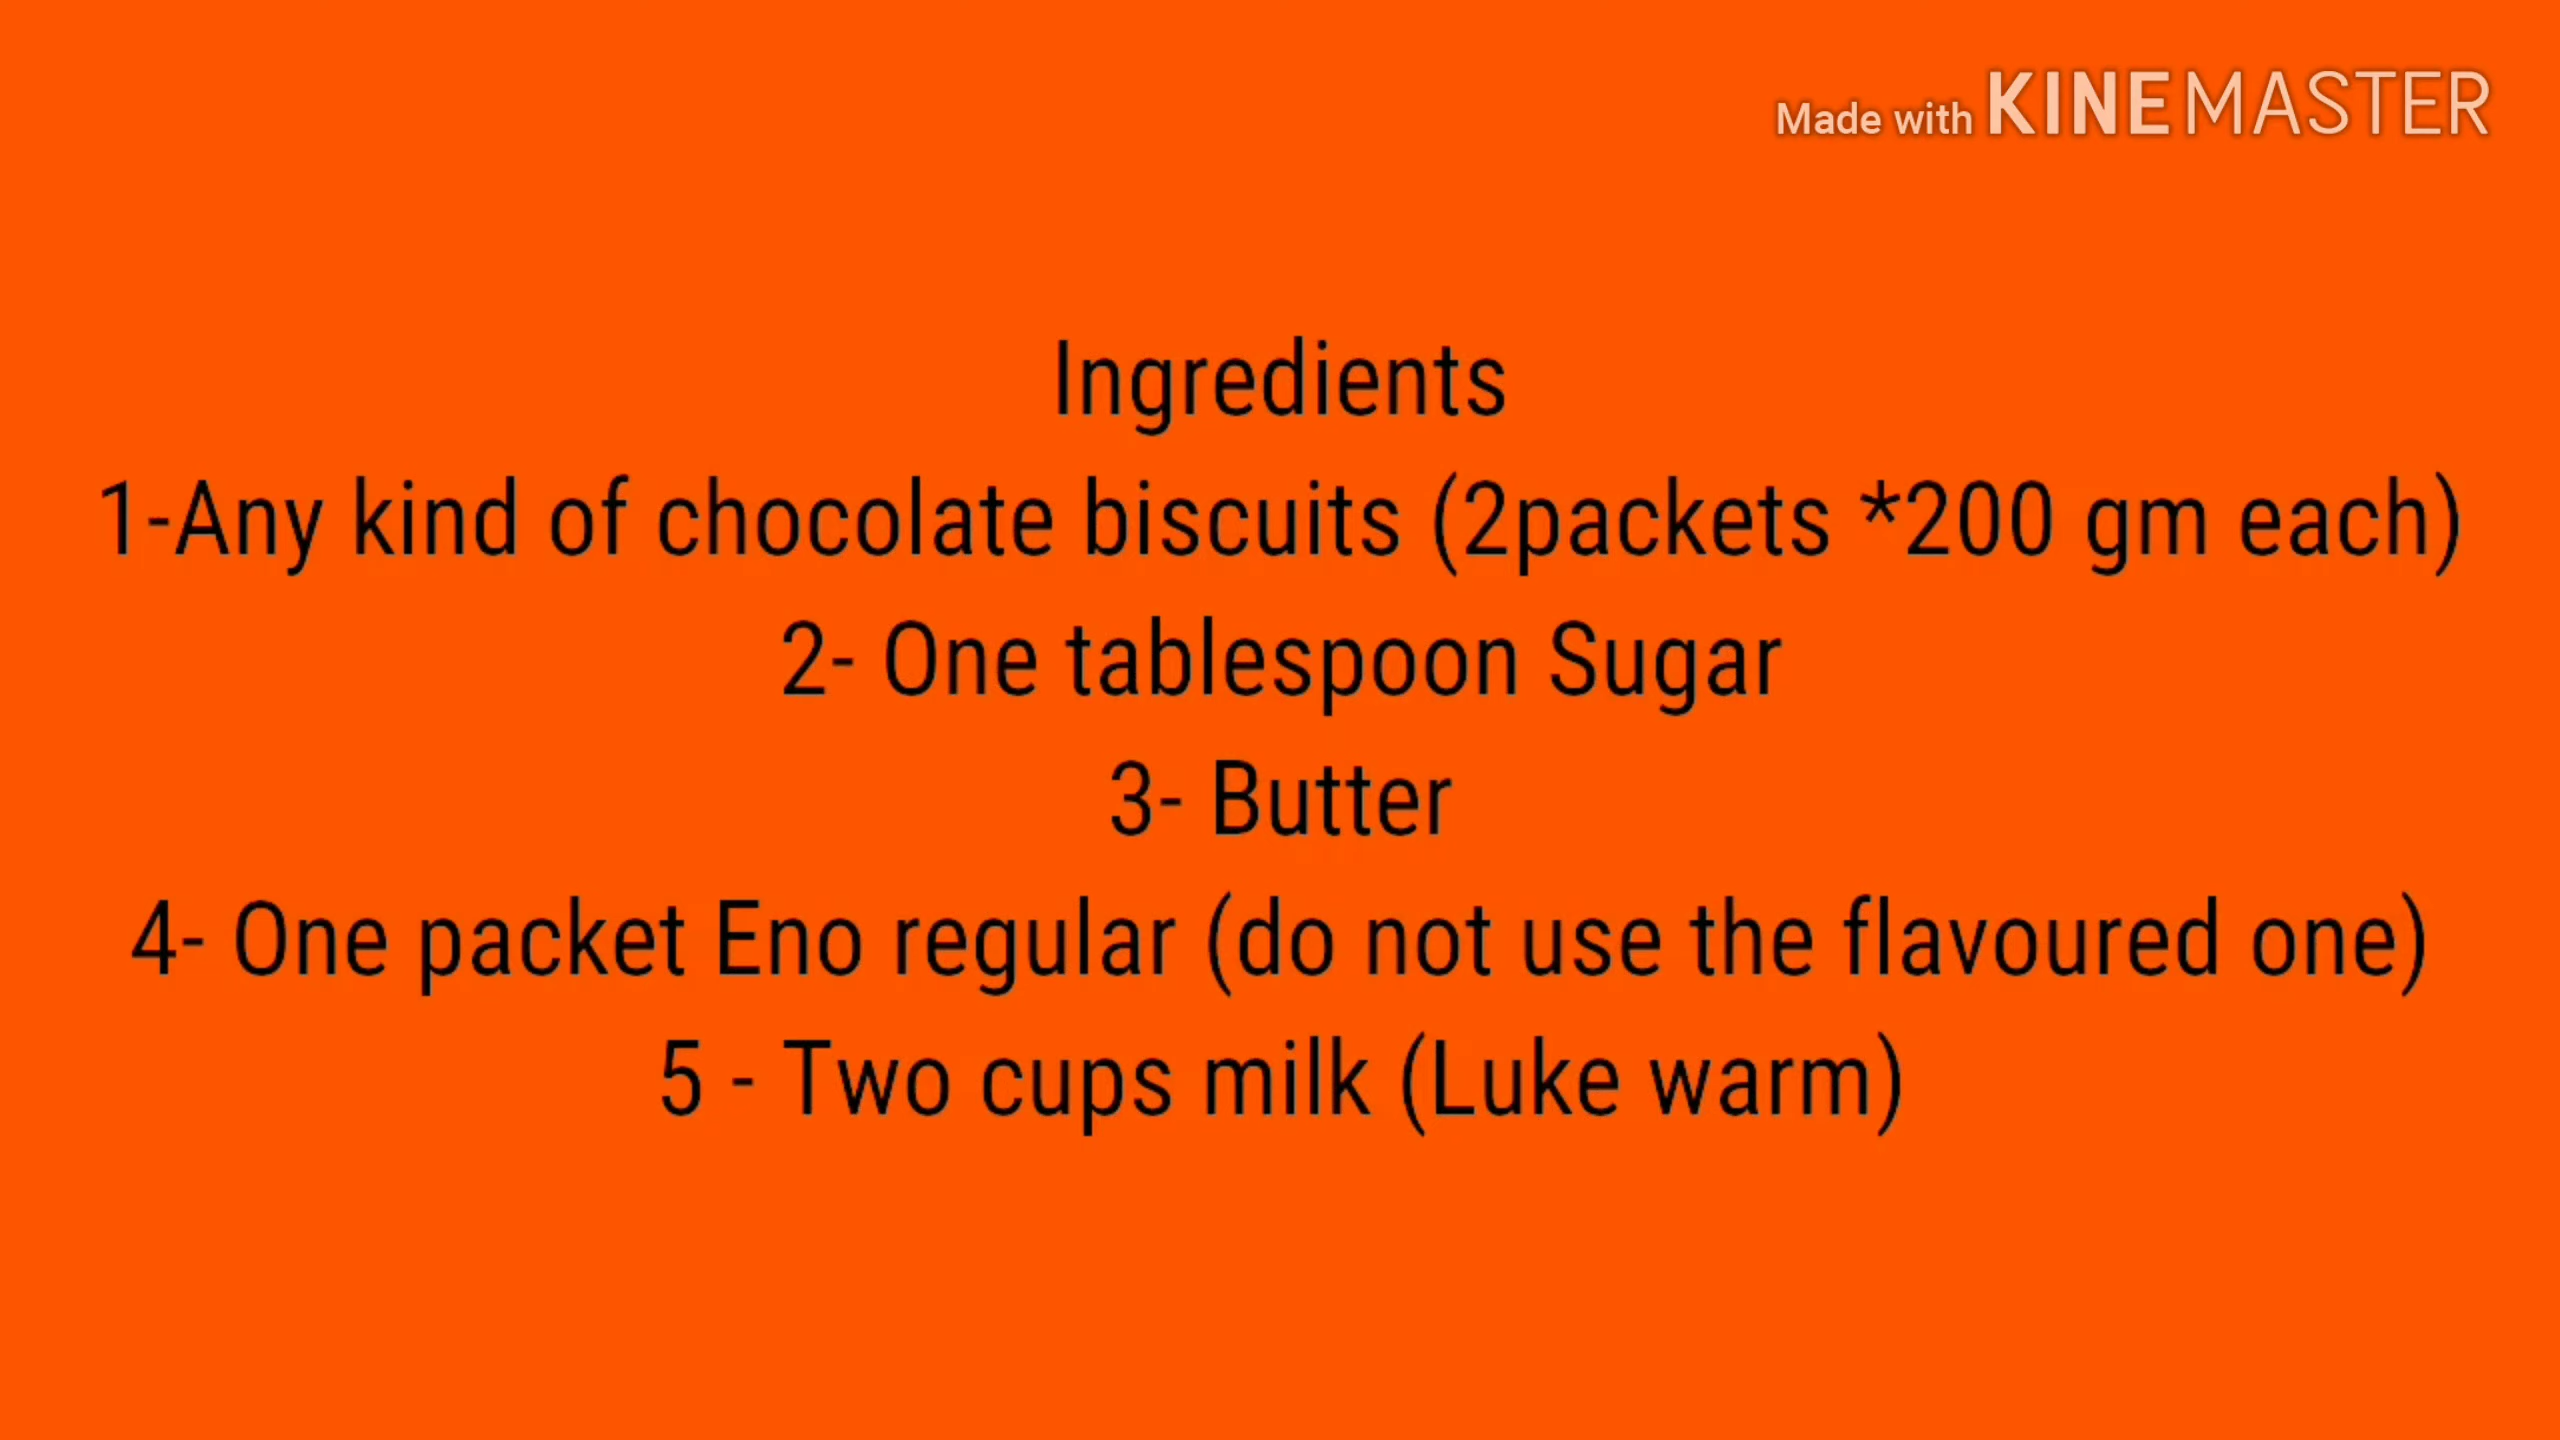 Made with KINEMASTER
Ingredients
1-Any kind of chocolate biscuits (2packets *200 gm each)
2- One tablespoon Sugar
3- Butter
4- One packet Eno regular (do not use the flavoured one)
5 - Two cups milk (Luke warm)